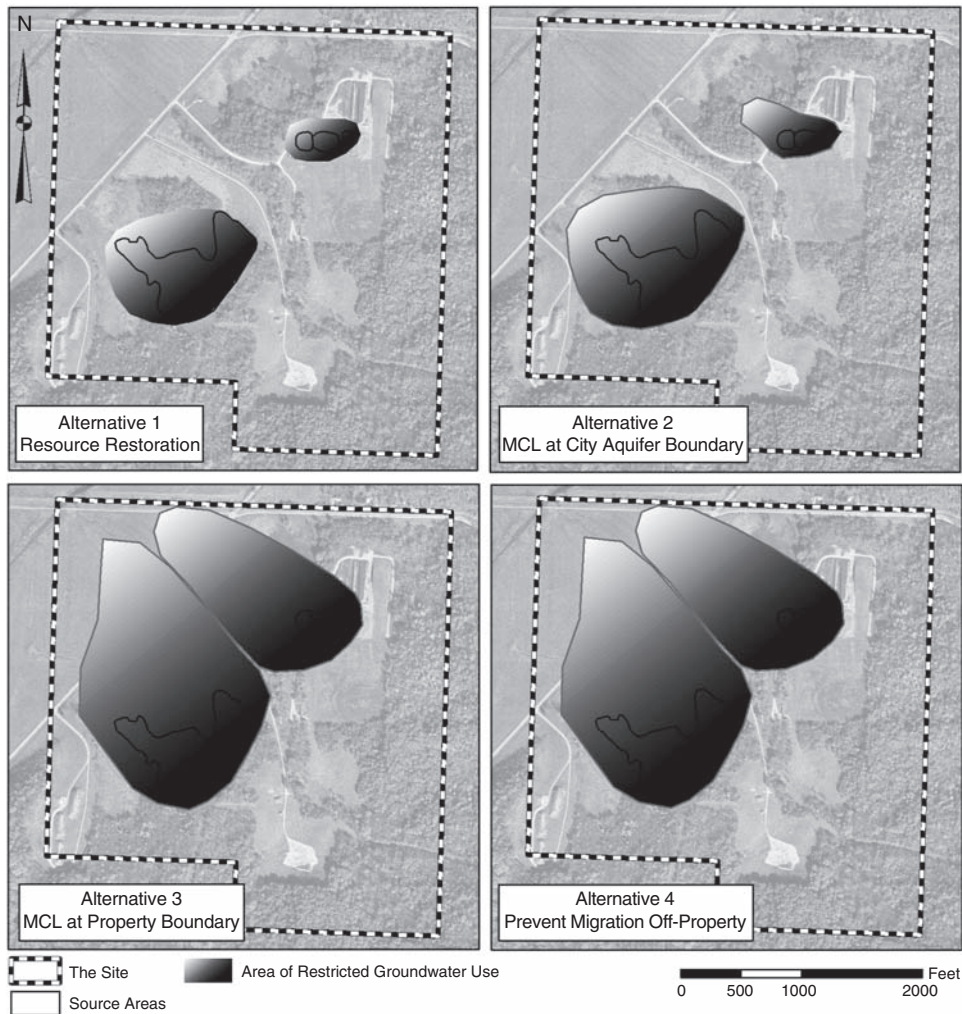 N
Alternative 1
Resource Restoration
Alternative 2
MCL at City Aquifer Boundary
Alternative 3
MCL at Property Boundary
Alternative 4
Prevent Migration Off-Property
The Site
Area of Restricted Groundwater Use
Source Areas
Feet
0 500 1000 2000